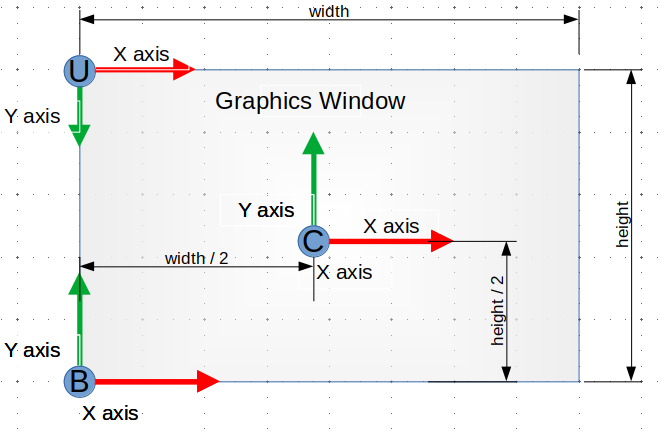 width
X axis
U
Y axis
Graphics Window
Y axis
X axis
C
height
width / 2
X axis
height / 2
Y axis
B
X axis